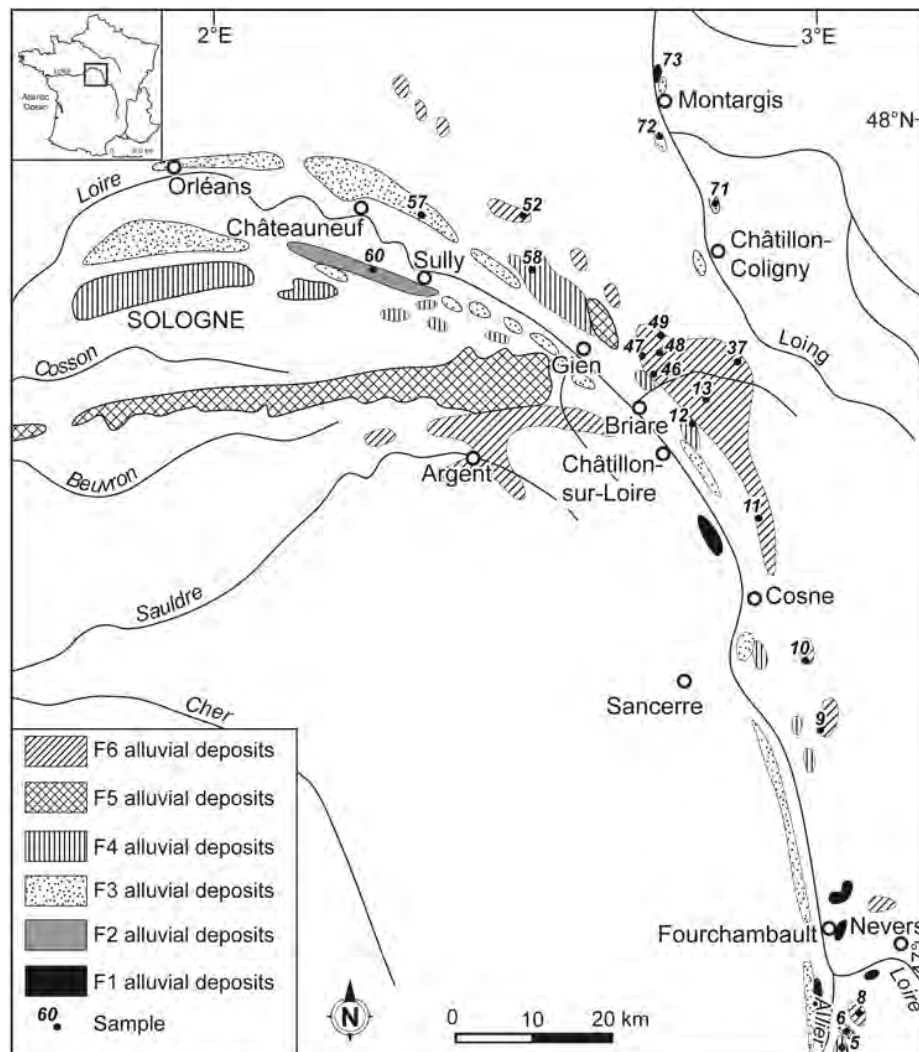 2°E
3°E
48°N
Loire
Atlantic
Ocean
73
Montargis
72
Loire
Orléans
57
52
71
Châteauneuf
Châtillon-
Coligny
60
Sully
58
SOLOGNE
49
47
48
37
Loing
Gien
46
Cosson
13
12
Briare
Beuvron
Argent
Châtillon-
sur-Loire
11
Sauldre
Cosne
10
Cher
Sancerre
9
F6 alluvial deposits
F5 alluvial deposits
F4 alluvial deposits
F3 alluvial deposits
F2 alluvial deposits
F1 alluvial deposits
60 Sample
Fourchambault
Nevers
Loire
Allier
8
6
5
N
0 10 20 km